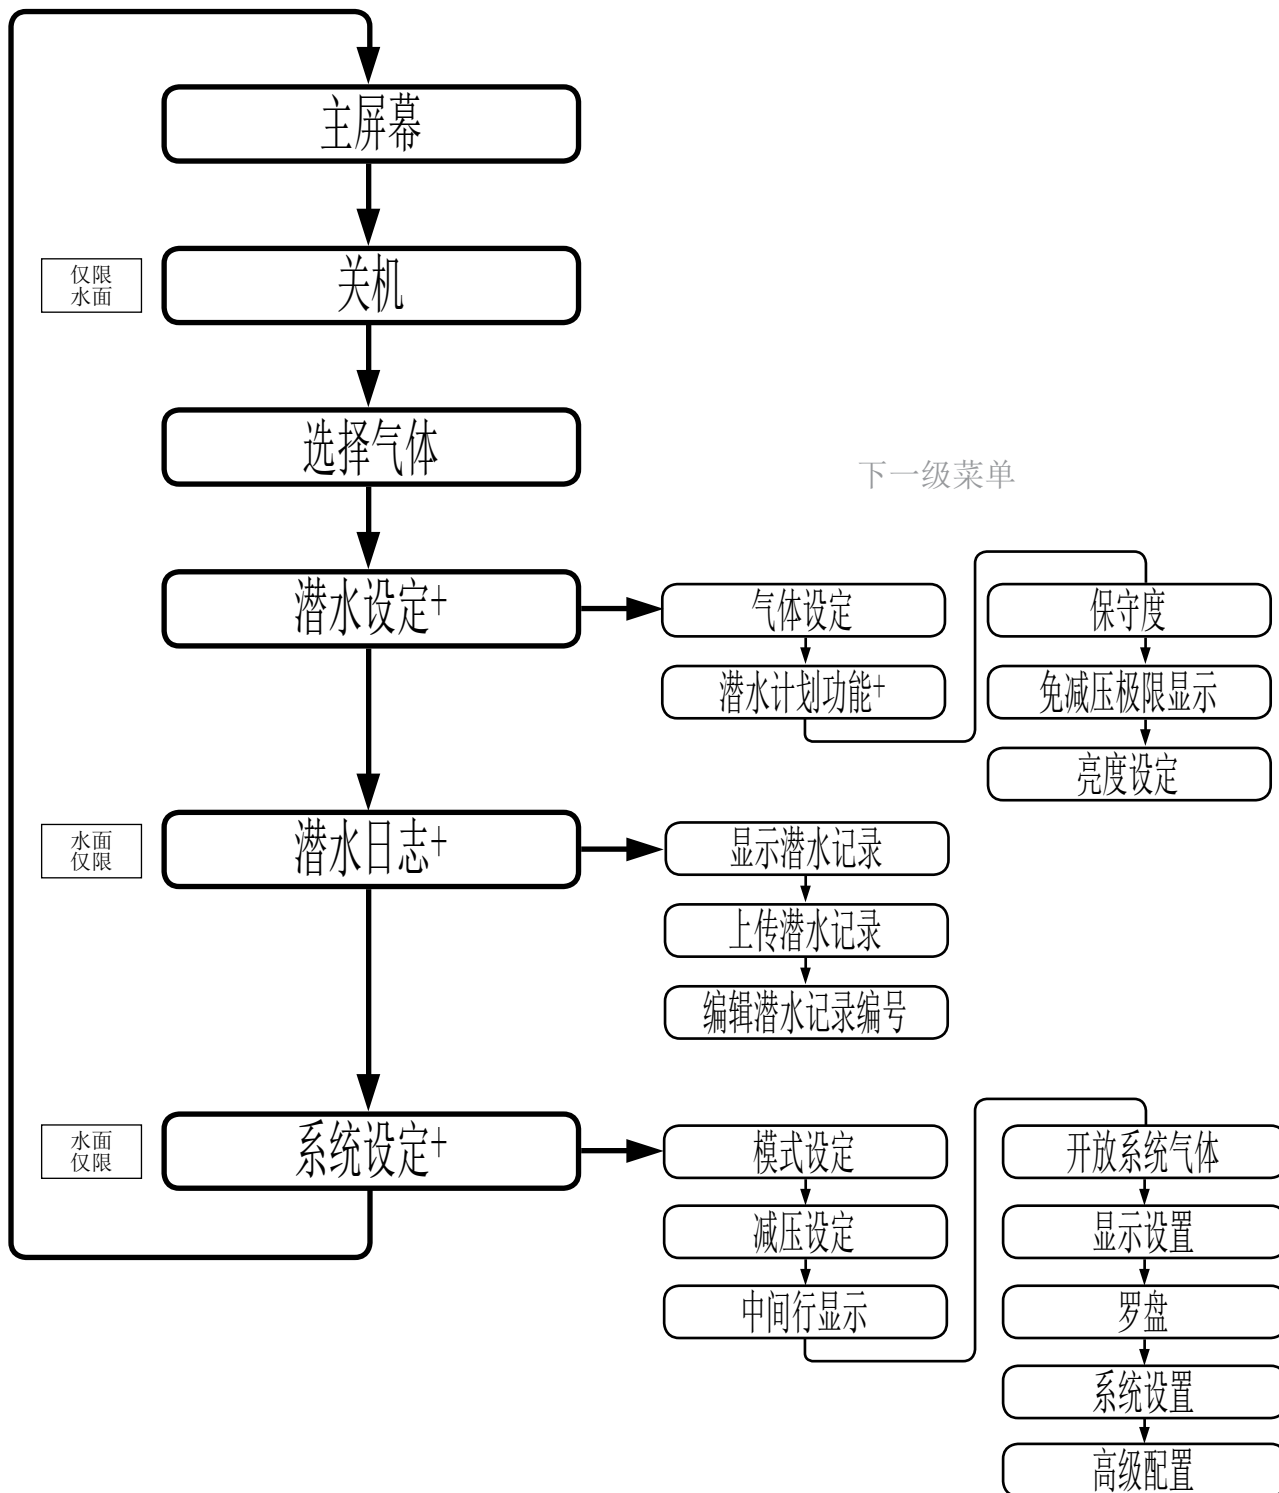 主屏幕
仅限
水面
关机
选择气体
下一级菜单
潜水设定+
气体设定
潜水计划功能+
保守度
免减压极限显示
亮度设定
水面
仅限
潜水日志+
显示潜水记录
上传潜水记录
编辑潜水记录编号
水面
仅限
系统设定+
模式设定
减压设定
中间行显示
开放系统气体
显示设置
罗盘
系统设置
高级配置